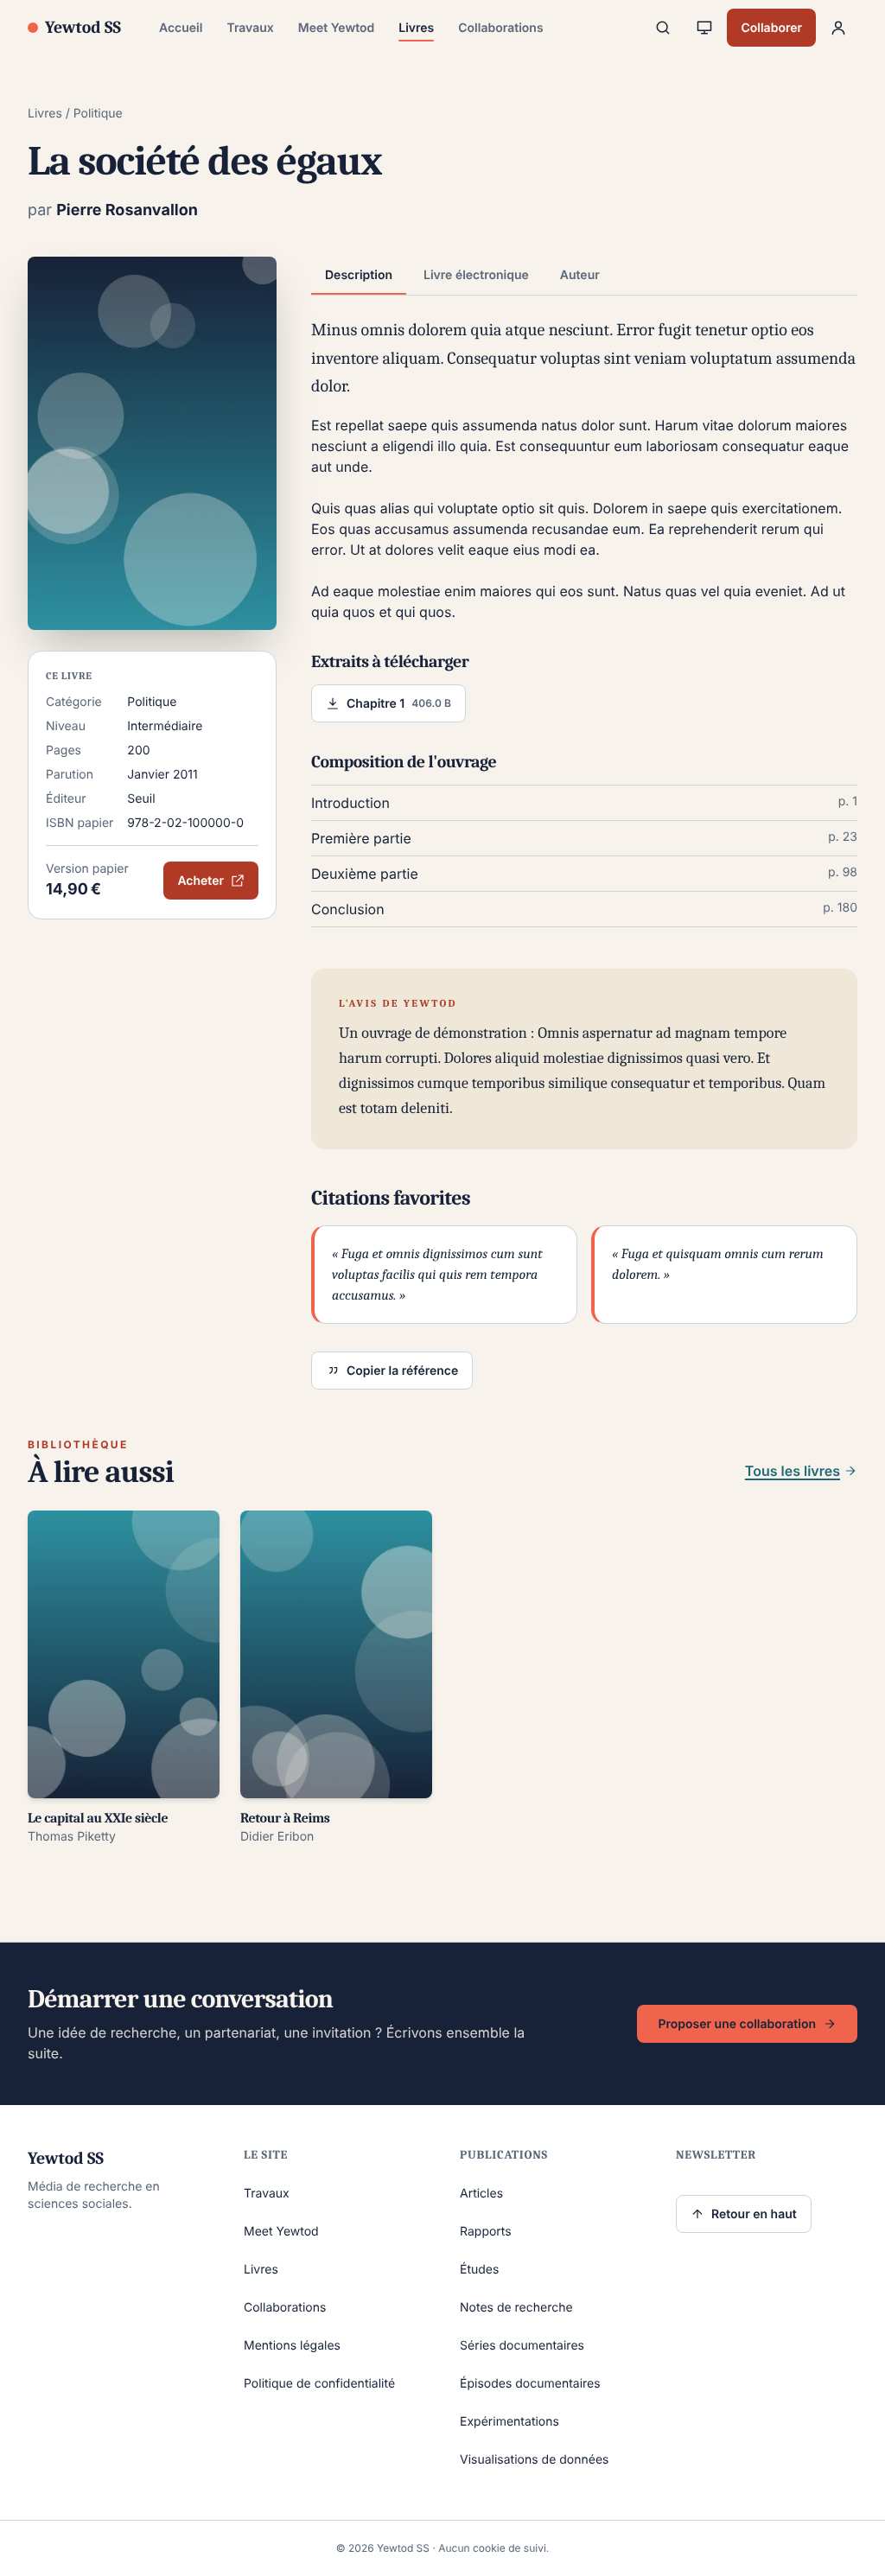 Yewtod SS
Accueil
Travaux
Meet Yewtod
Livres
Collaborations
Collaborer
Livres / Politique
La société des égaux
par Pierre Rosanvallon
Description
Livre électronique
Auteur
Minus omnis dolorem quia atque nesciunt. Error fugit tenetur optio eos
inventore aliquam. Consequatur voluptas sint veniam voluptatum assumenda
dolor.
Est repellat saepe quis assumenda natus dolor sunt. Harum vitae dolorum maiores
nesciunt a eligendi illo quia. Est consequuntur eum laboriosam consequatur eaque
aut unde.
Quis quas alias qui voluptate optio sit quis. Dolorem in saepe quis exercitationem.
Eos quas accusamus assumenda recusandae eum. Ea reprehenderit rerum qui
error. Ut at dolores velit eaque eius modi ea.
Ad eaque molestiae enim maiores qui eos sunt. Natus quas vel quia eveniet. Ad ut
quia quos et qui quos.
CE LIVRE
Catégorie Politique
Niveau Intermédiaire
Pages 200
Parution Janvier 2011
Éditeur Seuil
ISBN papier 978-2-02-100000-0
Version papier
14,90 €
Acheter
Extraits à télécharger
Chapitre 1 406.0 B
Composition de l'ouvrage
Introduction p. 1
Première partie p. 23
Deuxième partie p. 98
Conclusion p. 180
L'AVIS DE YEWTOD
Un ouvrage de démonstration : Omnis aspernatur ad magnam tempore
harum corrupti. Dolores aliquid molestiae dignissimos quasi vero. Et
dignissimos cumque temporibus similique consequatur et temporibus. Quam
est totam deleniti.
Citations favorites
« Fuga et omnis dignissimos cum sunt
voluptas facilis qui quis rem tempora
accusamus. »
« Fuga et quisquam omnis cum rerum
dolorem. »
Copier la référence
BIBLIOTHÈQUE
À lire aussi
Tous les livres
Le capital au XXIe siècle
Thomas Piketty
Retour à Reims
Didier Eribon
Démarrer une conversation
Une idée de recherche, un partenariat, une invitation ? Écrivons ensemble la
suite.
Proposer une collaboration
Yewtod SS
Média de recherche en
sciences sociales.
LE SITE
Travaux
Meet Yewtod
Livres
Collaborations
Mentions légales
Politique de confidentialité
PUBLICATIONS
Articles
Rapports
Études
Notes de recherche
Séries documentaires
Épisodes documentaires
Expérimentations
Visualisations de données
NEWSLETTER
Retour en haut
© 2026 Yewtod SS · Aucun cookie de suivi.